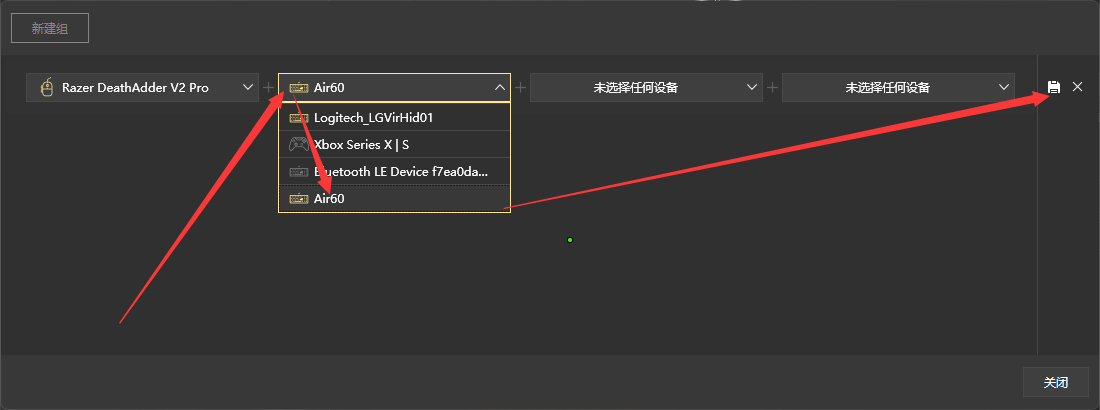 新建组
Razer DeathAdder V2 Pro
Air60
未选择任何设备
未选择任何设备
Logitech_LGVirHid01
Xbox Series X | S
Bluetooth LE Device f7ea0da...
Air60
关闭